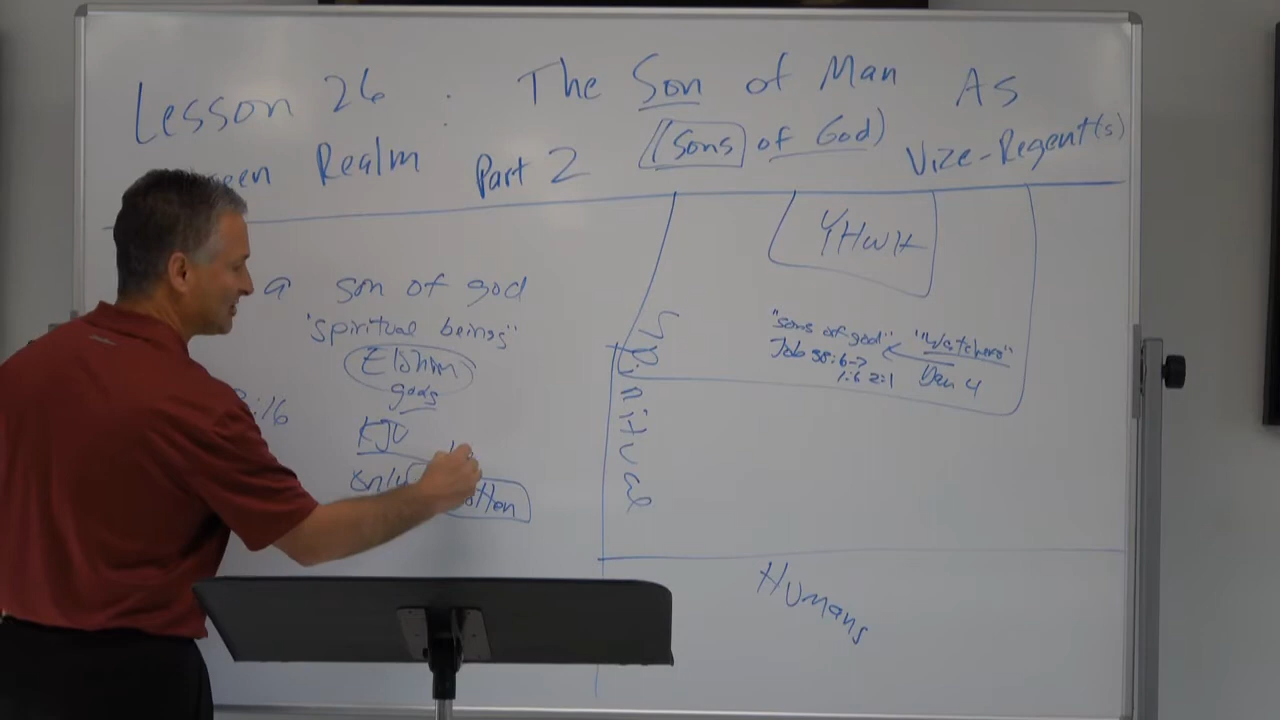 Lesson 26 : The Son of Man As
Realm Part 2 (Sons of God) Vize-Regent(s)
a son of god
"spiritual beings"
Elohim
gods
:16
KJV
only
YHWH
"sons of god" "Watchers"
Job 38:6-7
1:6 2:1 Dan 4
Spiritual
Humans